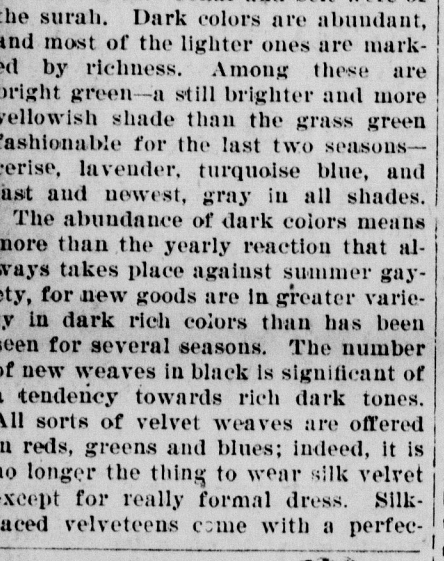 the surah. Dark colors are abundant,
and most of the lighter ones are mark-
ed by richness. Among these are
bright green—a still brighter and more
yellowish shade than the grass green
fashionable for the last two seasons—
cerise, lavender, turquoise blue, and
last and newest, gray in all shades.
The abundance of dark colors means
more than the yearly reaction that al-
ways takes place against summer gay-
ety, for new goods are in greater varie-
ty in dark rich colors than has been
seen for several seasons. The number
of new weaves in black is significant of
a tendency towards rich dark tones.
All sorts of velvet weaves are offered
in reds, greens and blues; indeed, it is
no longer the thing to wear silk velvet
except for really formal dress. Silk-
faced velveteens come with a perfec-